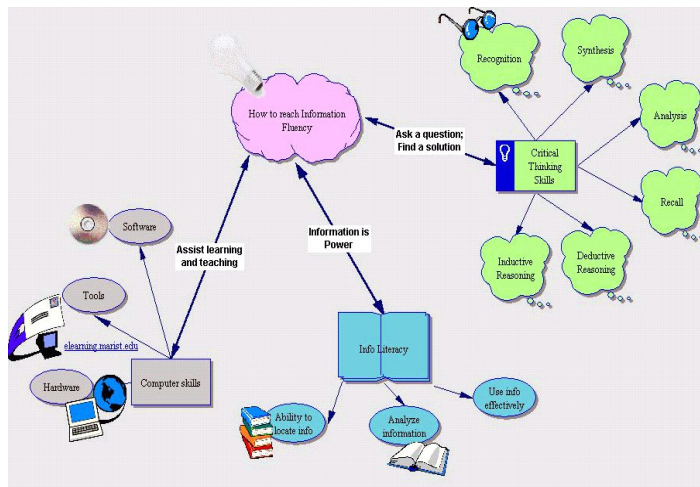 Recognition
Synthesis
How to reach Information
Fluency
Ask a question;
Find a solution
Analysis
Critical
Thinking
Skills
Recall
Software
Assist learning
and teaching
Information is
Power
Inductive
Reasoning
Deductive
Reasoning
Tools
elearning.marist.edu
Info Literacy
Hardware
Computer skills
Use info
effectively
Ability to
locate info
Analyze
information